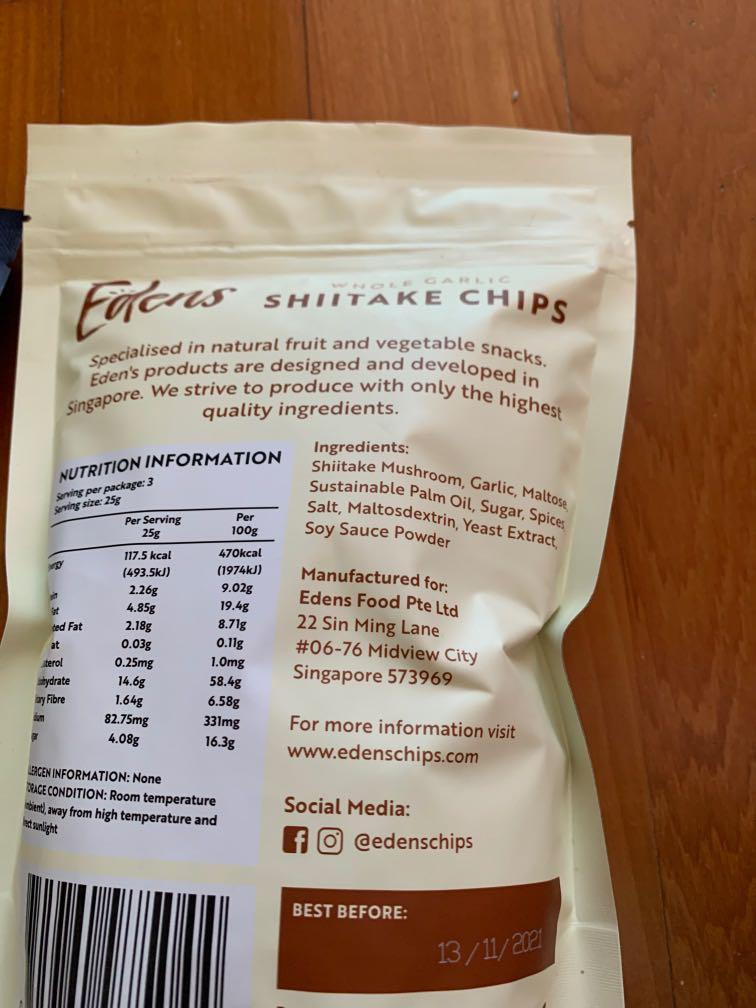 Edens
WHOLE GARLIC
SHIITAKE CHIPS
Specialised in natural fruit and vegetable snacks.
Eden's products are designed and developed in
Singapore. We strive to produce with only the highest
quality ingredients.
NUTRITION INFORMATION
Serving per package: 3
Serving size: 25g
Per Serving Per
25g 100g
117.5 kcal 470kcal
(493.5kJ) (1974kJ)
2.26g 9.02g
4.85g 19.4g
Fat 2.18g 8.71g
0.03g 0.11g
0.25mg 1.0mg
14.6g 58.4g
Fibre 1.64g 6.58g
82.75mg 331mg
4.08g 16.3g
INFORMATION: None
CONDITION: Room temperature
away from high temperature and
sunlight
Ingredients:
Shiitake Mushroom, Garlic, Maltose,
Sustainable Palm Oil, Sugar, Spices,
Salt, Maltosdextrin, Yeast Extract,
Soy Sauce Powder
Manufactured for:
Edens Food Pte Ltd
22 Sin Ming Lane
#06-76 Midview City
Singapore 573969
For more information visit
www.edenschips.com
Social Media:
@edenschips
BEST BEFORE:
13/11/2021